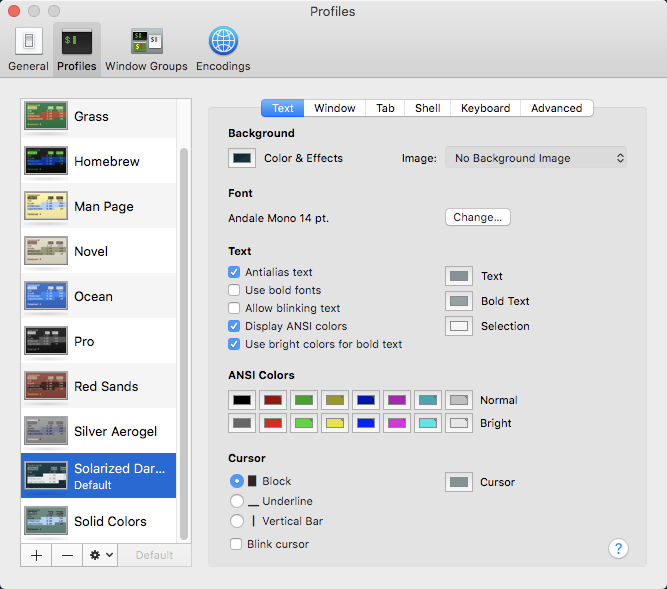 Profiles
General Profiles Window Groups Encodings
Grass
Homebrew
Man Page
Novel
Ocean
Pro
Red Sands
Silver Aerogel
Solarized Dar...
Default
Solid Colors
+ − Default
Text Window Tab Shell Keyboard Advanced
Background
Color & Effects Image: No Background Image
Font
Andale Mono 14 pt. Change...
Text
Antialias text
Use bold fonts
Allow blinking text
Display ANSI colors
Use bright colors for bold text
Text
Bold Text
Selection
ANSI Colors
Normal
Bright
Cursor
Block
Underline
Vertical Bar
Blink cursor
Cursor
?